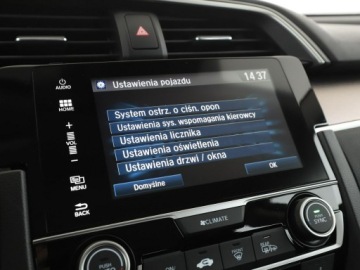 Ustawienia pojazdu
14:37
AUDIO
HOME
+
VOL
−
MENU
BACK
System ostrz. o ciśn. opon
Ustawienia sys. wspomagania kierowcy
Ustawienia licznika
Ustawienia oświetlenia
Ustawienia drzwi / okna
Domyślne
OK
CLIMATE
SYNC